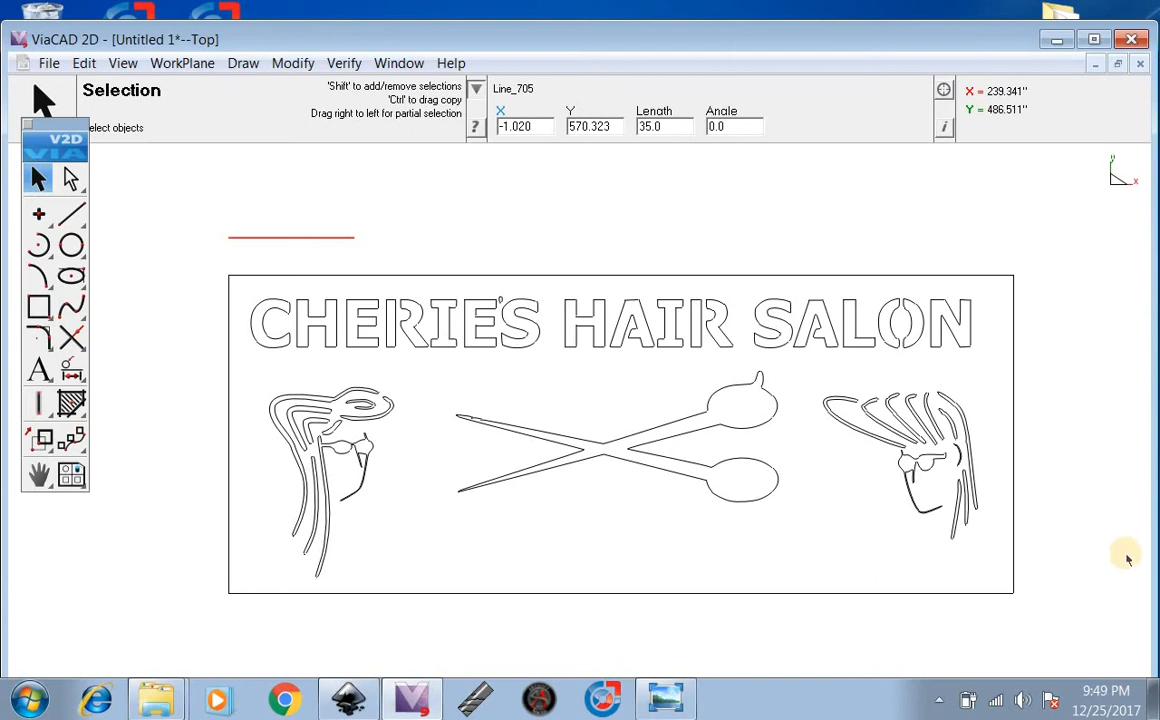 ViaCAD 2D - [Untitled 1*--Top]
File Edit View WorkPlane Draw Modify Verify Window Help
Selection
'Shift' to add/remove selections
'Ctrl' to drag copy
Drag right to left for partial selection
elect objects
?
Line_705
X Y Length Angle
-1.020 570.323 35.0 0.0
i
X = 239.341"
Y = 486.511"
V2D
VIA
A
y
x
CHERIE'S HAIR SALON
9:49 PM
12/25/2017